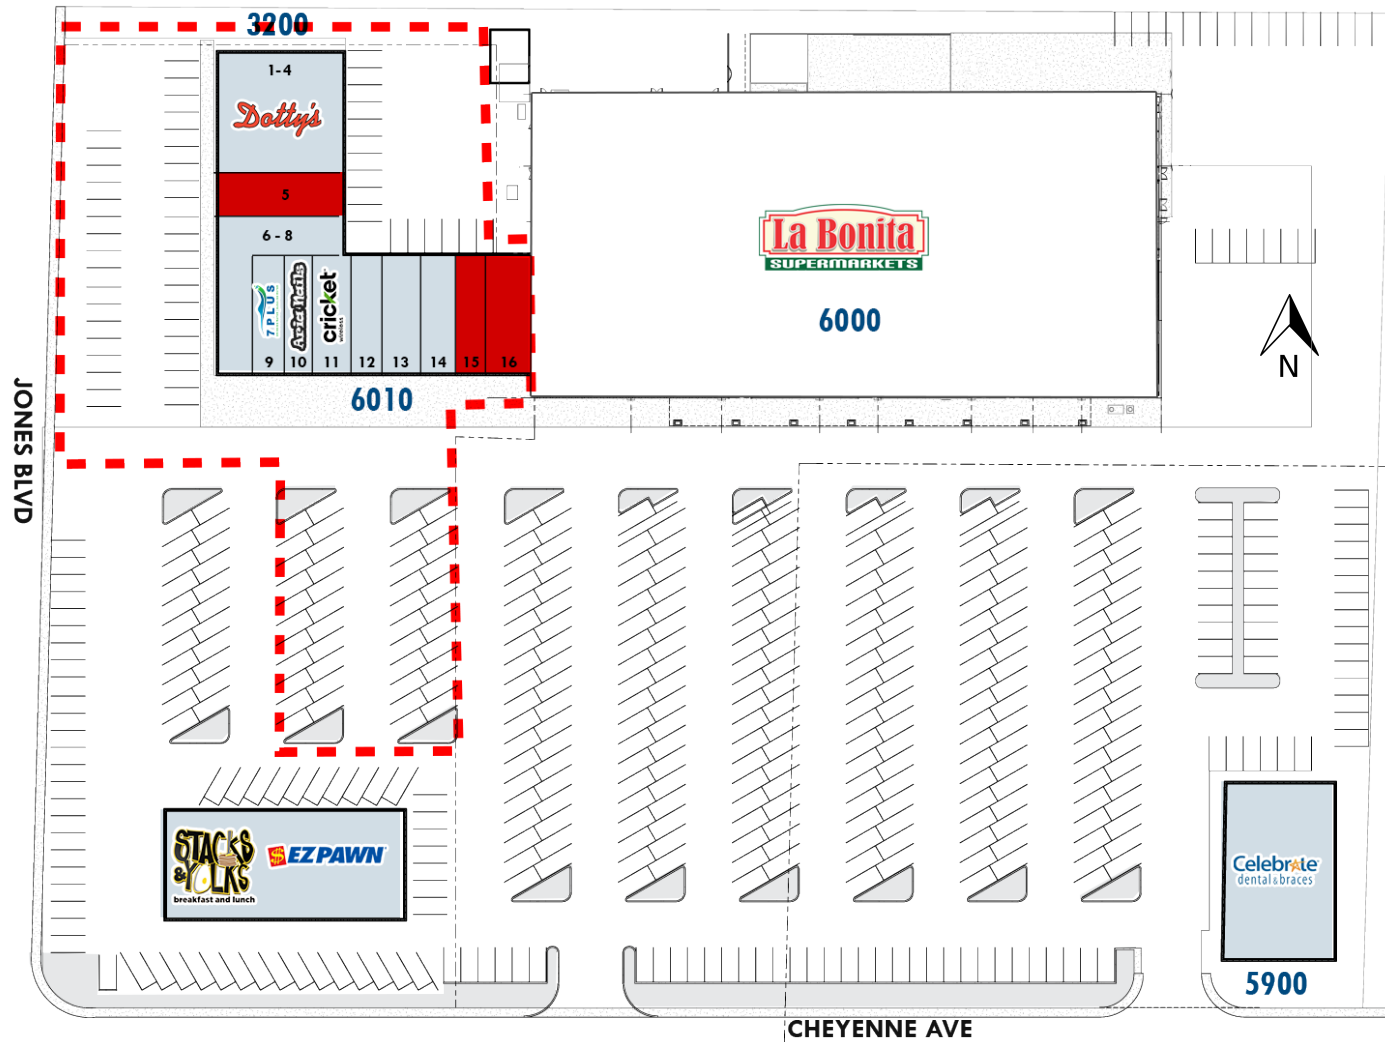 3200
1-4
Dotty's
5
6 - 8
7 PLUS
9
10
cricket
wireless
11
12
13
14
15
16
6010
La Bonita
SUPERMARKETS
6000
N
JONES BLVD
STACKS
& YOLKS
breakfast and lunch
$ EZPAWN
Celebrate
dental & braces
5900
CHEYENNE AVE